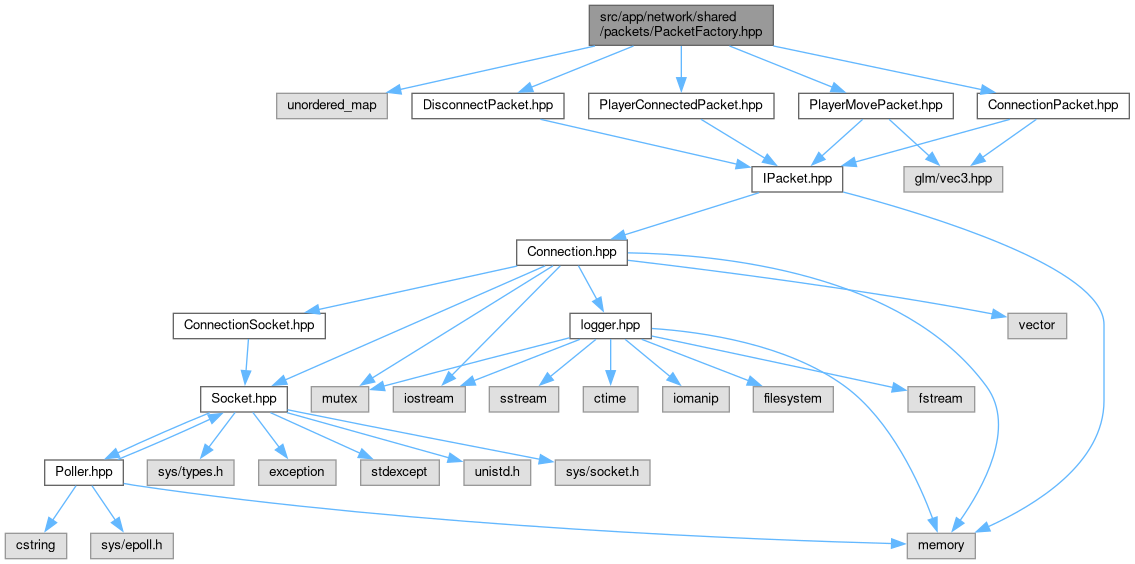 src/app/network/shared
/packets/PacketFactory.hpp
unordered_map
DisconnectPacket.hpp
PlayerConnectedPacket.hpp
PlayerMovePacket.hpp
ConnectionPacket.hpp
IPacket.hpp
glm/vec3.hpp
Connection.hpp
ConnectionSocket.hpp
logger.hpp
vector
Socket.hpp
mutex
iostream
sstream
ctime
iomanip
filesystem
fstream
Poller.hpp
sys/types.h
exception
stdexcept
unistd.h
sys/socket.h
cstring
sys/epoll.h
memory